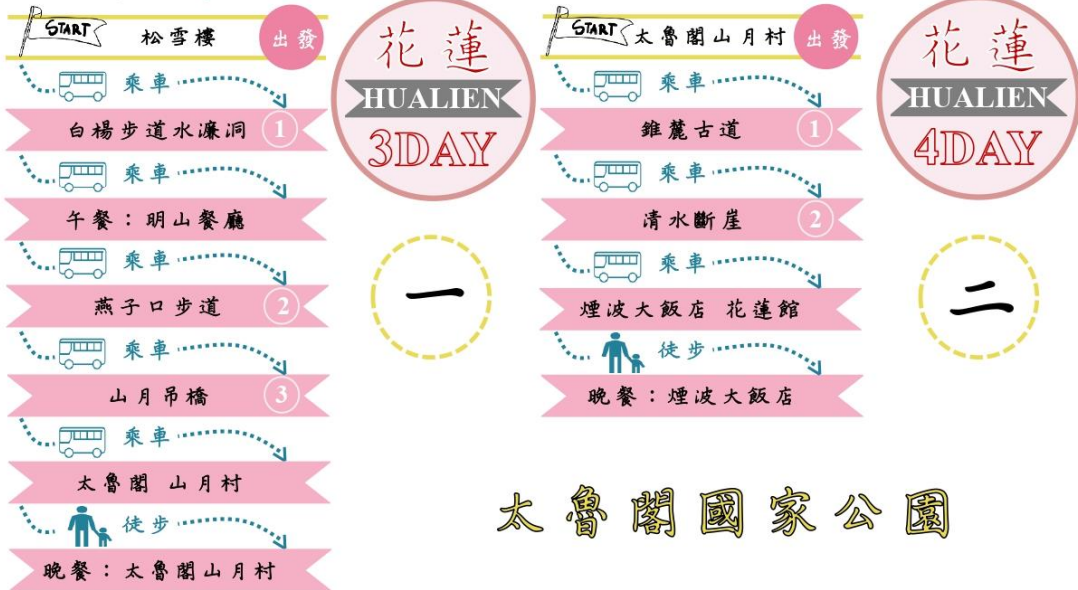 START 松雪樓 出發
乘車
白楊步道水濂洞 1
乘車
午餐：明山餐廳
乘車
燕子口步道 2
乘車
山月吊橋 3
乘車
太魯閣 山月村
徒步
晚餐：太魯閣山月村
花蓮
HUALIEN
3DAY
一
START 太魯閣山月村 出發
乘車
錐麓古道 1
乘車
清水斷崖 2
乘車
煙波大飯店 花蓮館
徒步
晚餐：煙波大飯店
花蓮
HUALIEN
4DAY
二
太魯閣國家公園